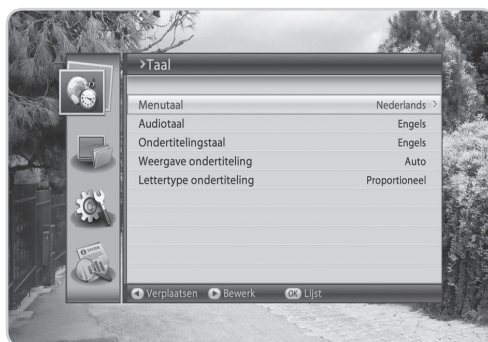 >Taal
Menutaal Nederlands >
Audiotaal Engels
Ondertitelingstaal Engels
Weergave ondertiteling Auto
Lettertype ondertiteling Proportioneel
Verplaatsen Bewerk OK Lijst